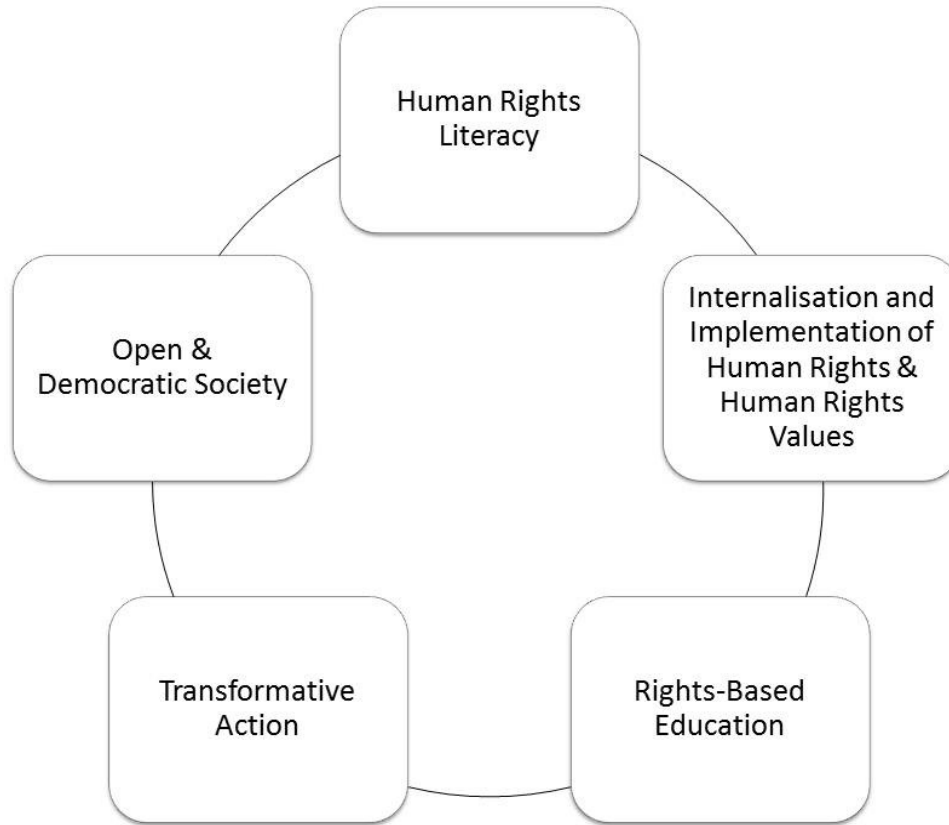 Human Rights
Literacy
Internalisation and
Implementation of
Human Rights &
Human Rights
Values
Rights-Based
Education
Transformative
Action
Open &
Democratic Society